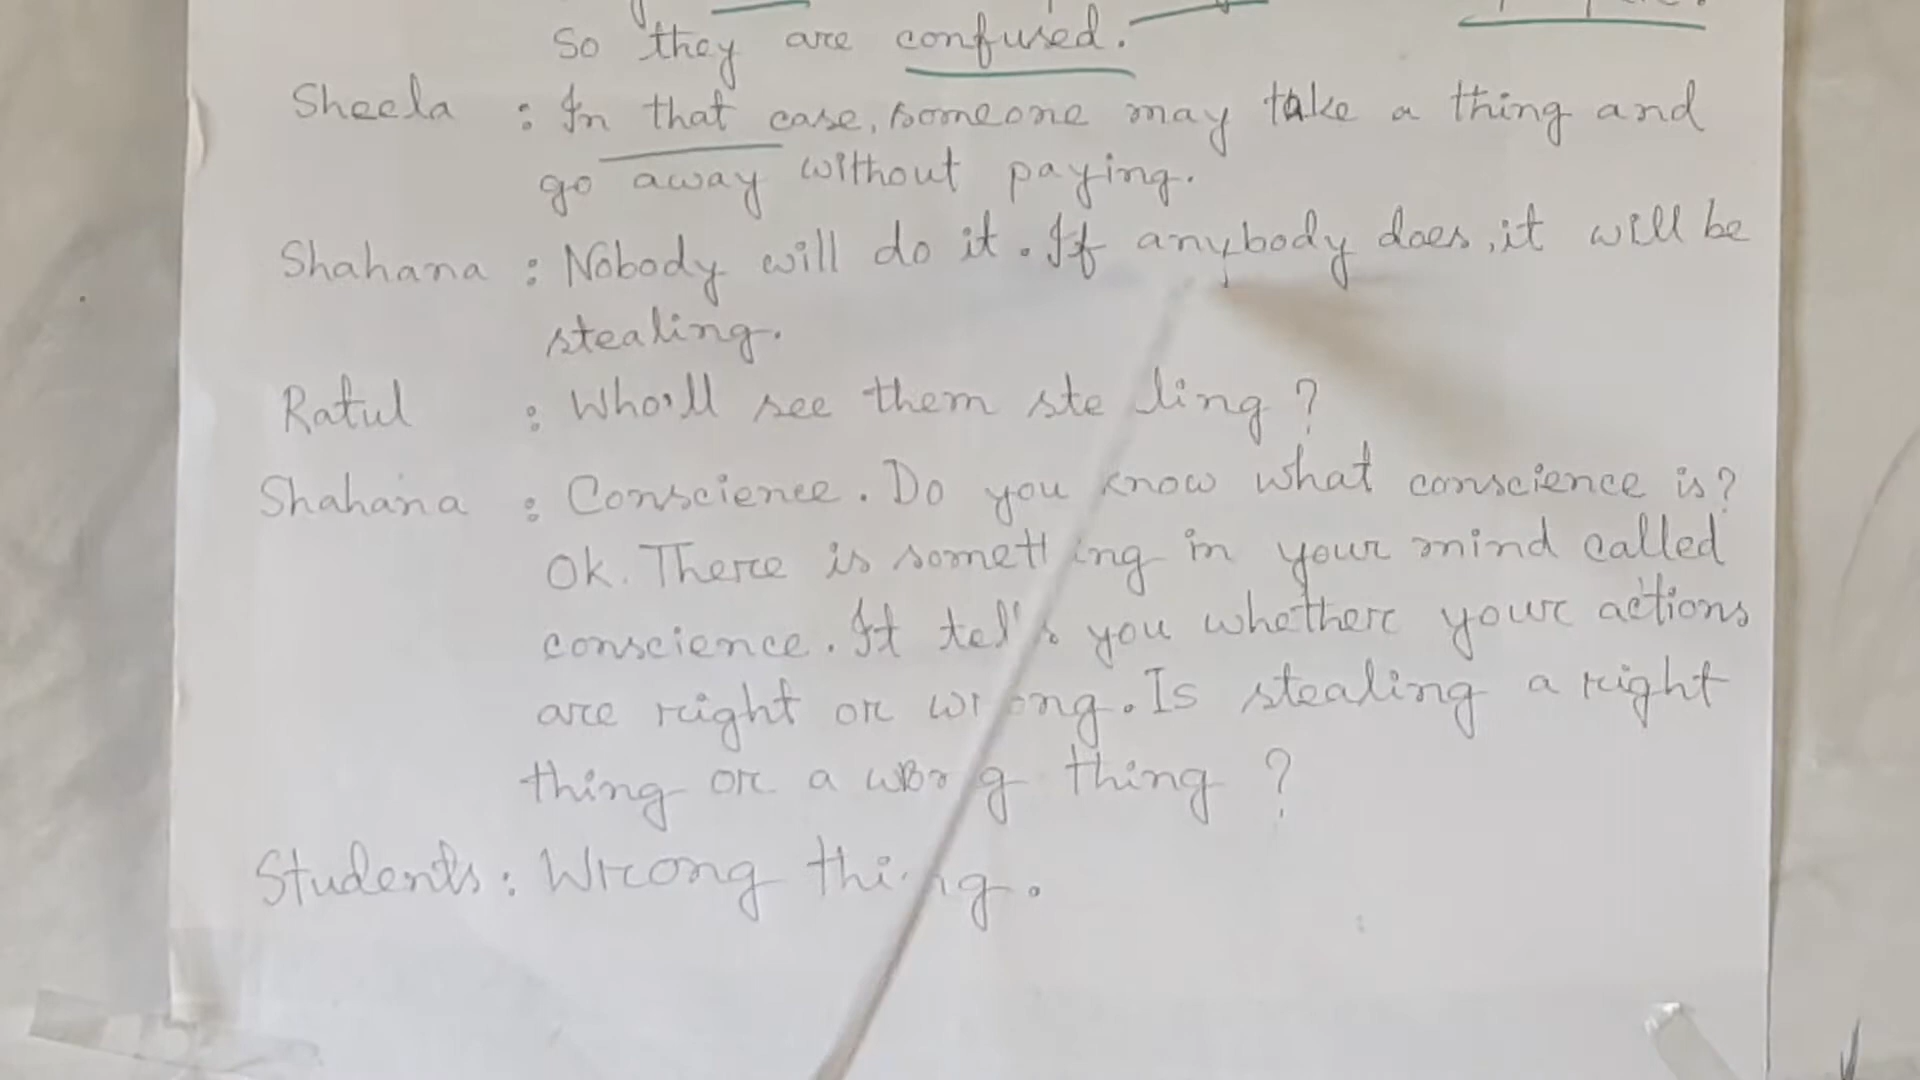 So they are confused.
Sheela : In that case, someone may take a thing and
go away without paying.
Shahana : Nobody will do it. If anybody does, it will be
stealing.
Ratul : Who'll see them stealing ?
Shahana : Conscience. Do you know what conscience is?
Ok. There is something in your mind called
conscience. It tells you whether your actions
are right or wrong. Is stealing a right
thing or a wrong thing ?
Students : Wrong thing.